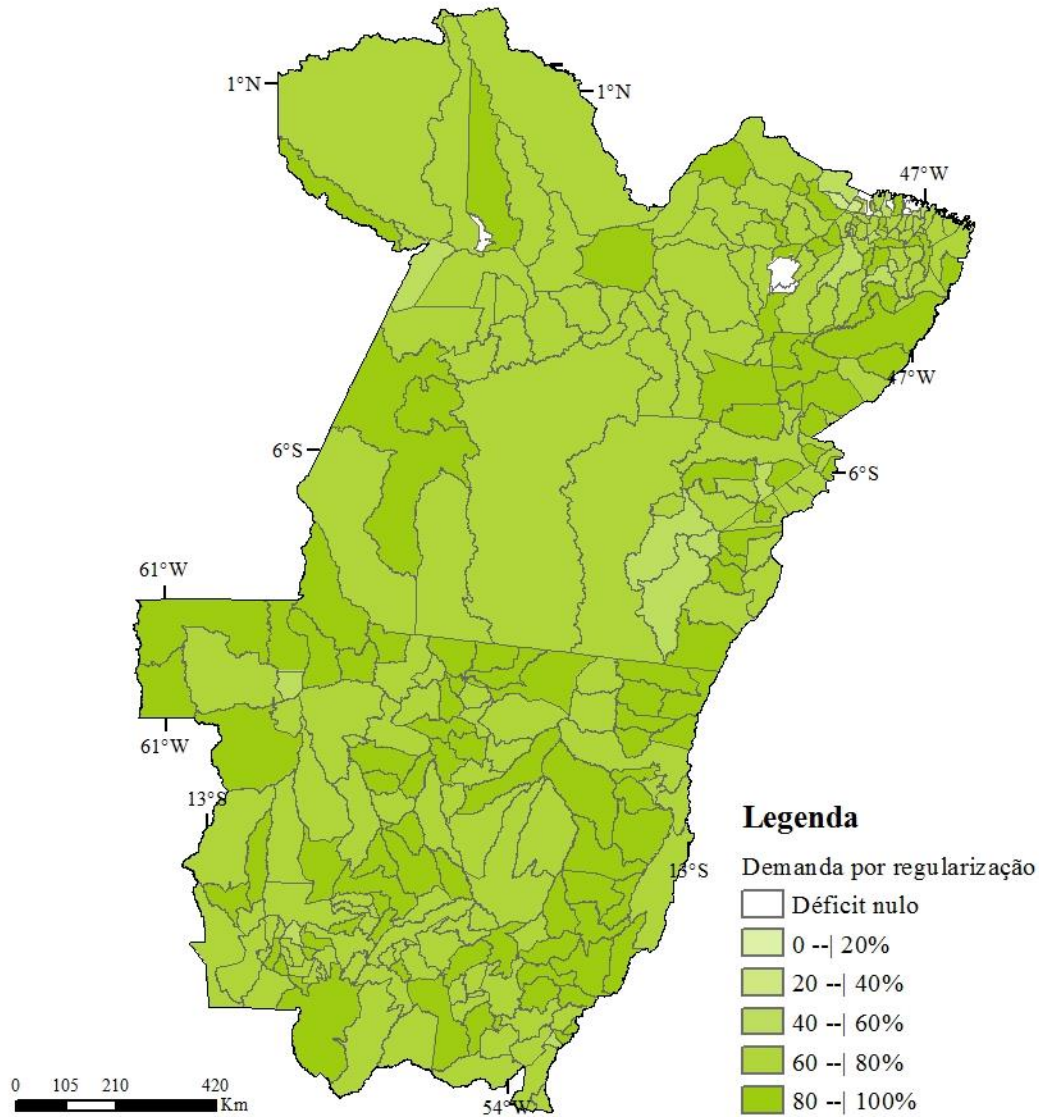 1°N
1°N
47°W
47°W
6°S
6°S
61°W
61°W
13°S
13°S
Legenda
Demanda por regularização
Déficit nulo
0 --| 20%
20 --| 40%
40 --| 60%
60 --| 80%
80 --| 100%
0 105 210 420
Km
54°W